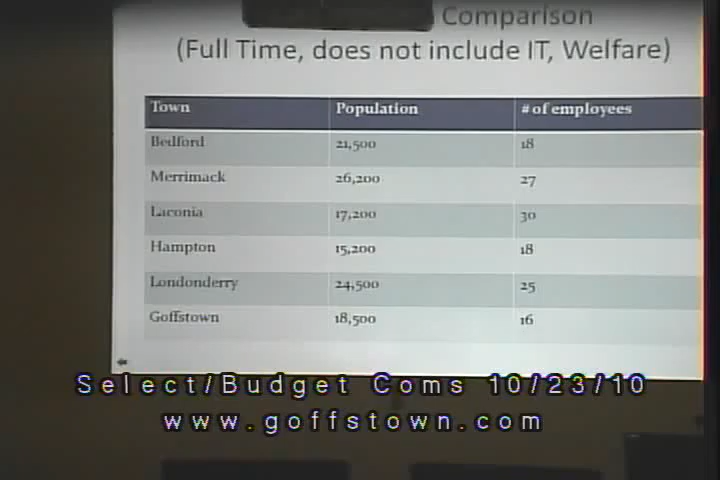 Comparison
(Full Time, does not include IT, Welfare)
Town Population # of employees
Bedford 21,500 18
Merrimack 26,200 27
Laconia 17,200 30
Hampton 15,200 18
Londonderry 24,500 25
Goffstown 18,500 16
Select/Budget Coms 10/23/10
www.goffstown.com